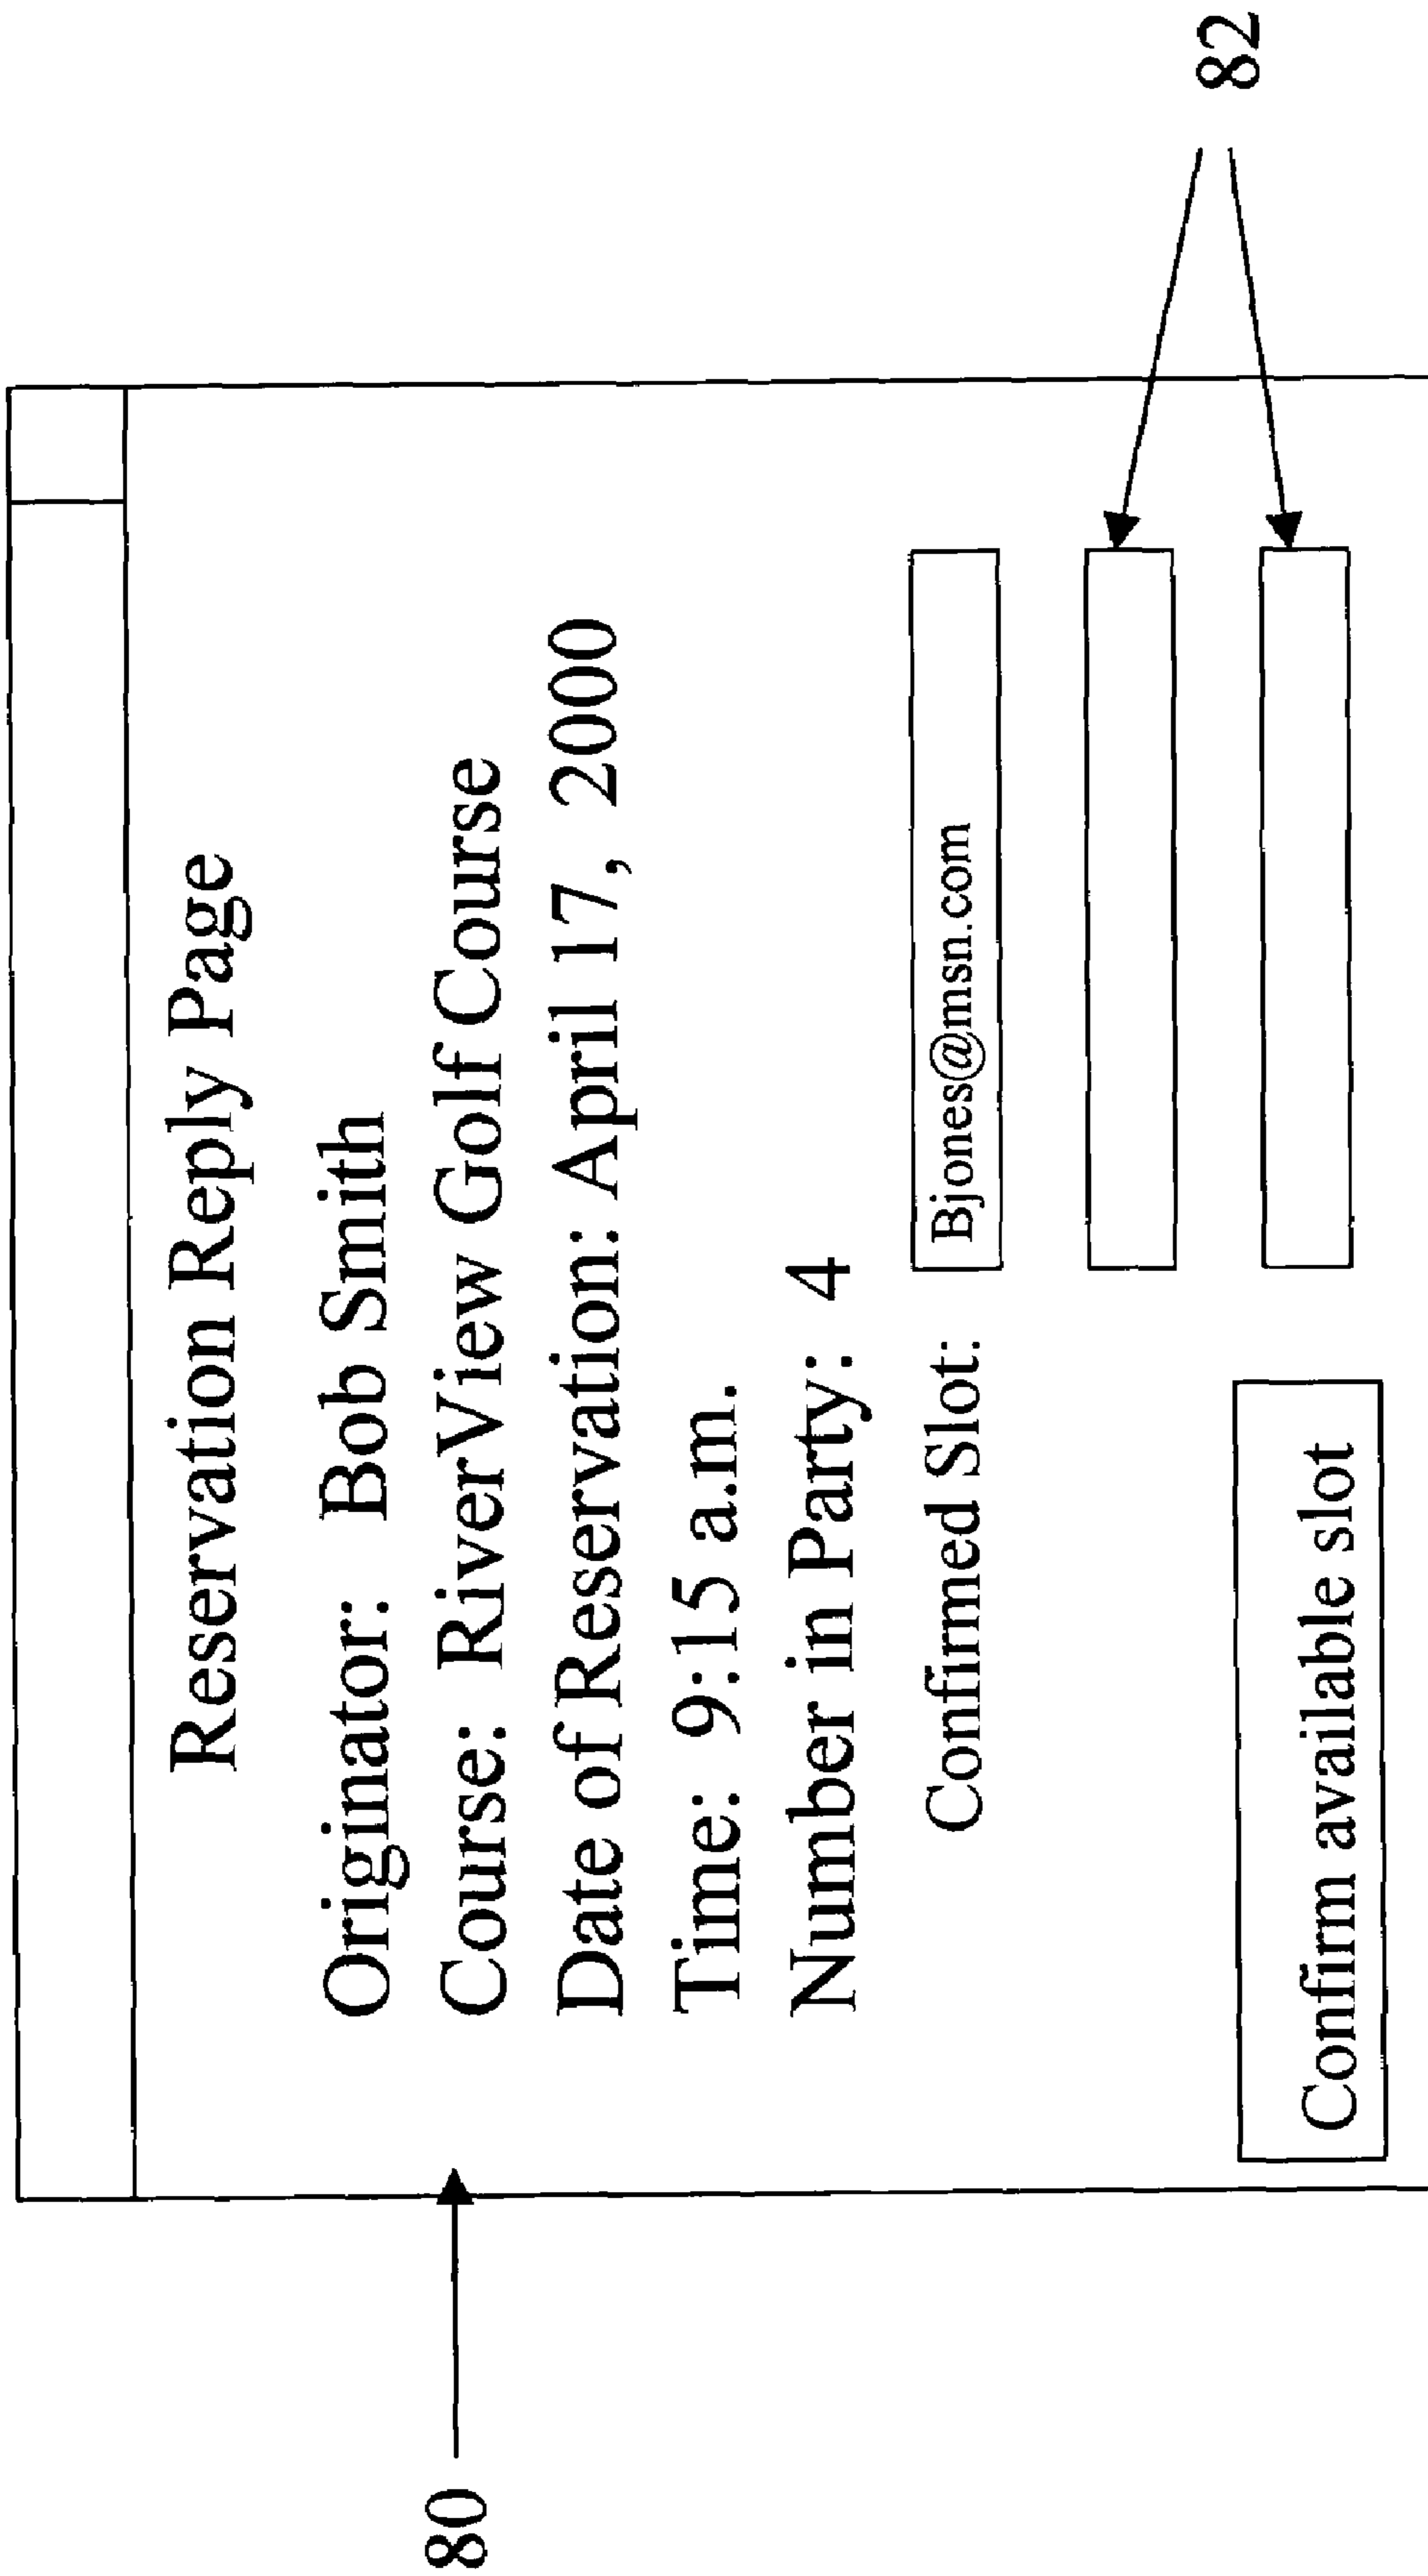 Reservation Reply Page
Originator: Bob Smith
80
Course: RiverView Golf Course
Date of Reservation: April 17, 2000
Time: 9:15 a.m.
Number in Party: 4
Confirmed Slot: Bjones@msn.com
82
Confirm available slot